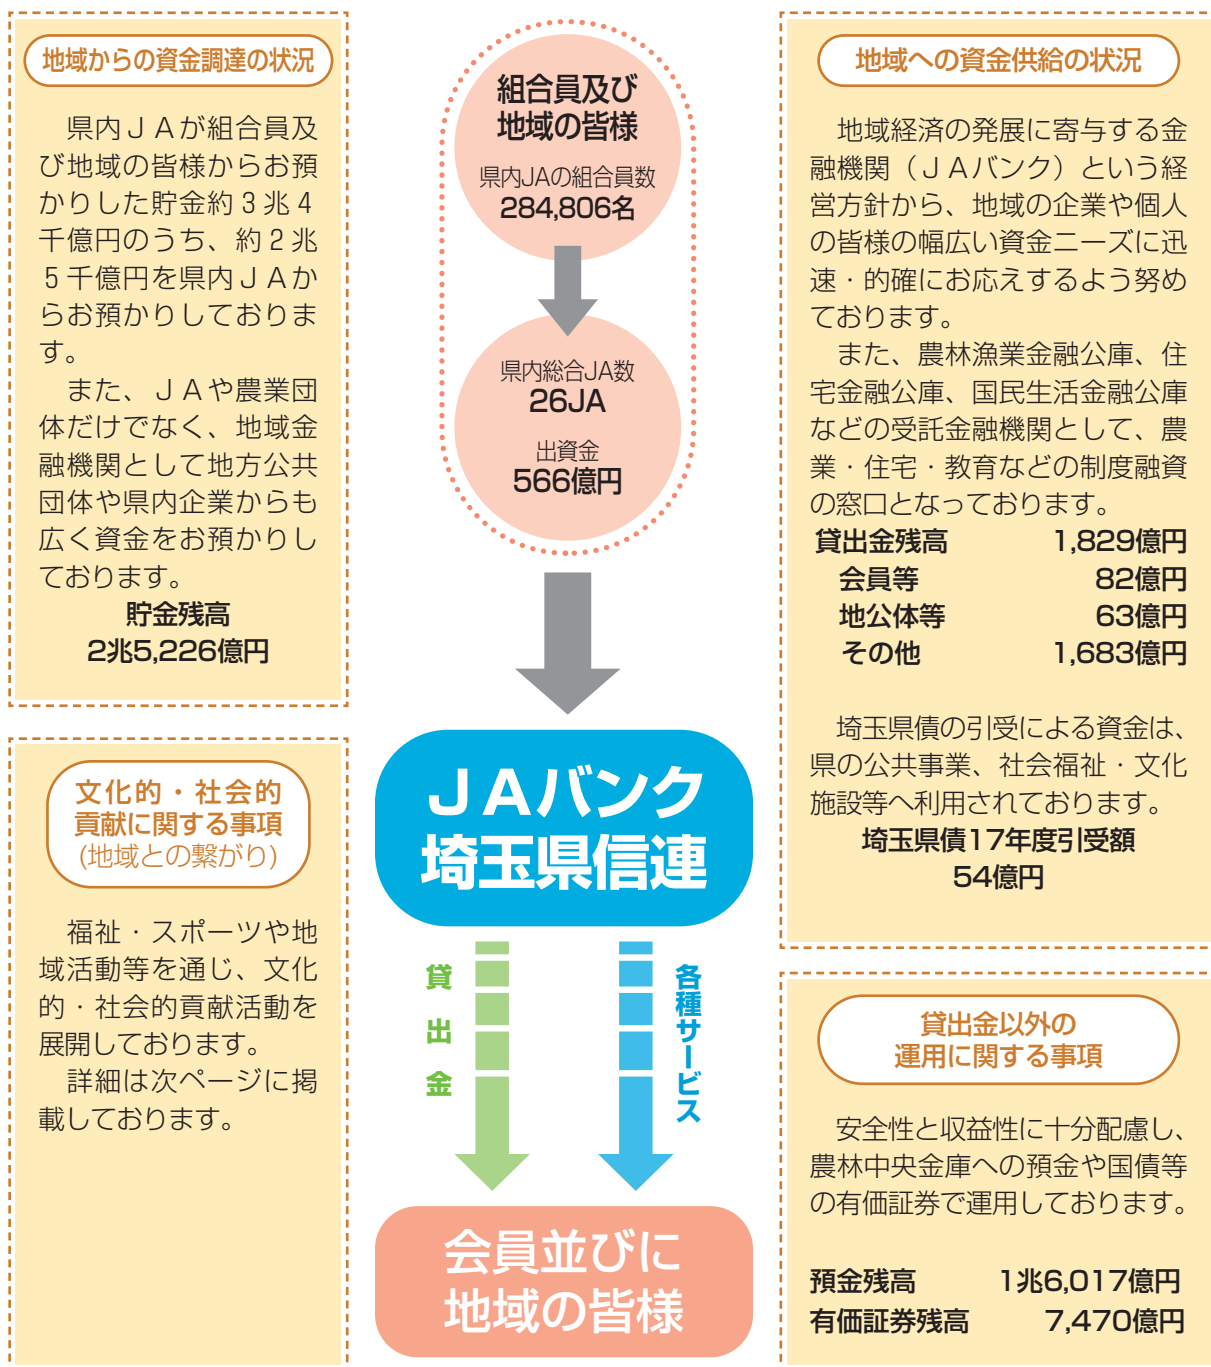 地域からの資金調達の状況
　県内ＪＡが組合員及
び地域の皆様からお預
かりした貯金約３兆４
千億円のうち、約２兆
５千億円を県内ＪＡか
らお預かりしておりま
す。
　また、ＪＡや農業団
体だけでなく、地域金
融機関として地方公共
団体や県内企業からも
広く資金をお預かりし
ております。
貯金残高
2兆5,226億円
文化的・社会的
貢献に関する事項
(地域との繋がり)
　福祉・スポーツや地
域活動等を通じ、文化
的・社会的貢献活動を
展開しております。
　詳細は次ページに掲
載しております。
組合員及び
地域の皆様
県内JAの組合員数
284,806名
県内総合JA数
26JA
出資金
566億円
ＪＡバンク
埼玉県信連
貸出金
各種サービス
会員並びに
地域の皆様
地域への資金供給の状況
　地域経済の発展に寄与する金
融機関（ＪＡバンク）という経
営方針から、地域の企業や個人
の皆様の幅広い資金ニーズに迅
速・的確にお応えするよう努め
ております。
　また、農林漁業金融公庫、住
宅金融公庫、国民生活金融公庫
などの受託金融機関として、農
業・住宅・教育などの制度融資
の窓口となっております。
貸出金残高　1,829億円
会員等　82億円
地公体等　63億円
その他　1,683億円
　埼玉県債の引受による資金は、
県の公共事業、社会福祉・文化
施設等へ利用されております。
埼玉県債17年度引受額
54億円
貸出金以外の
運用に関する事項
　安全性と収益性に十分配慮し、
農林中央金庫への預金や国債等
の有価証券で運用しております。
預金残高　1兆6,017億円
有価証券残高　7,470億円